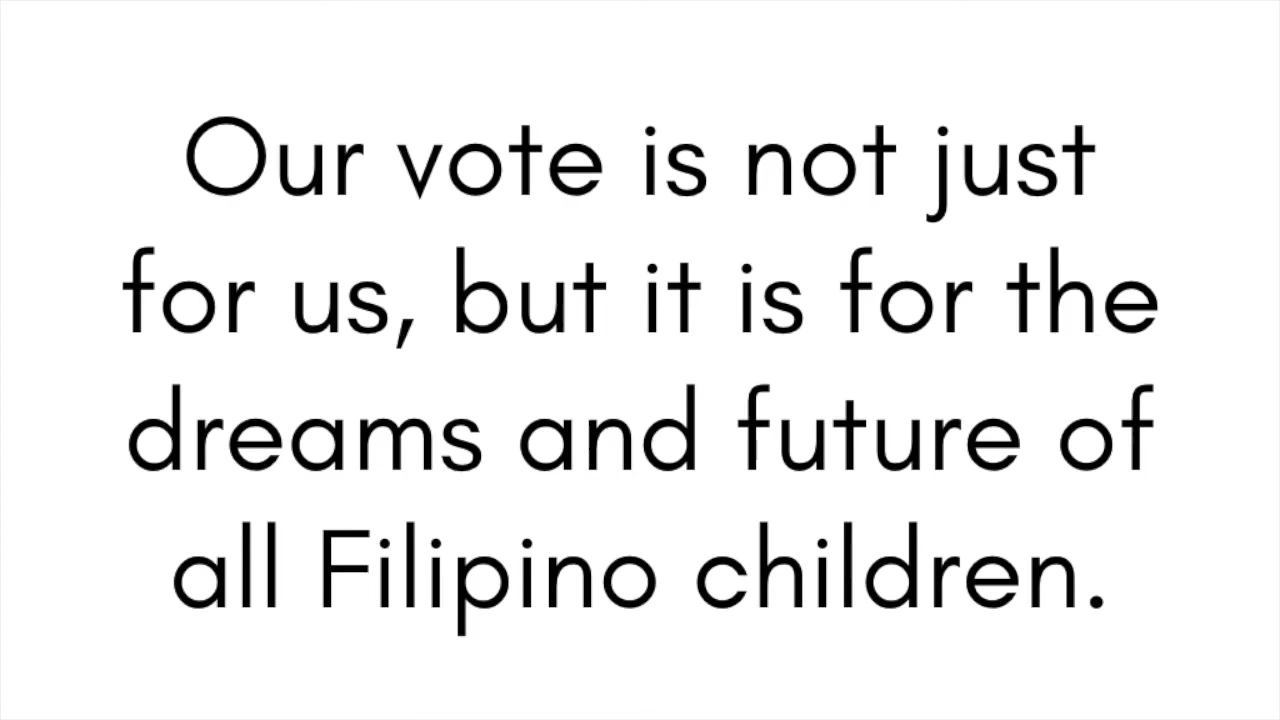 Our vote is not just
for us, but it is for the
dreams and future of
all Filipino children.